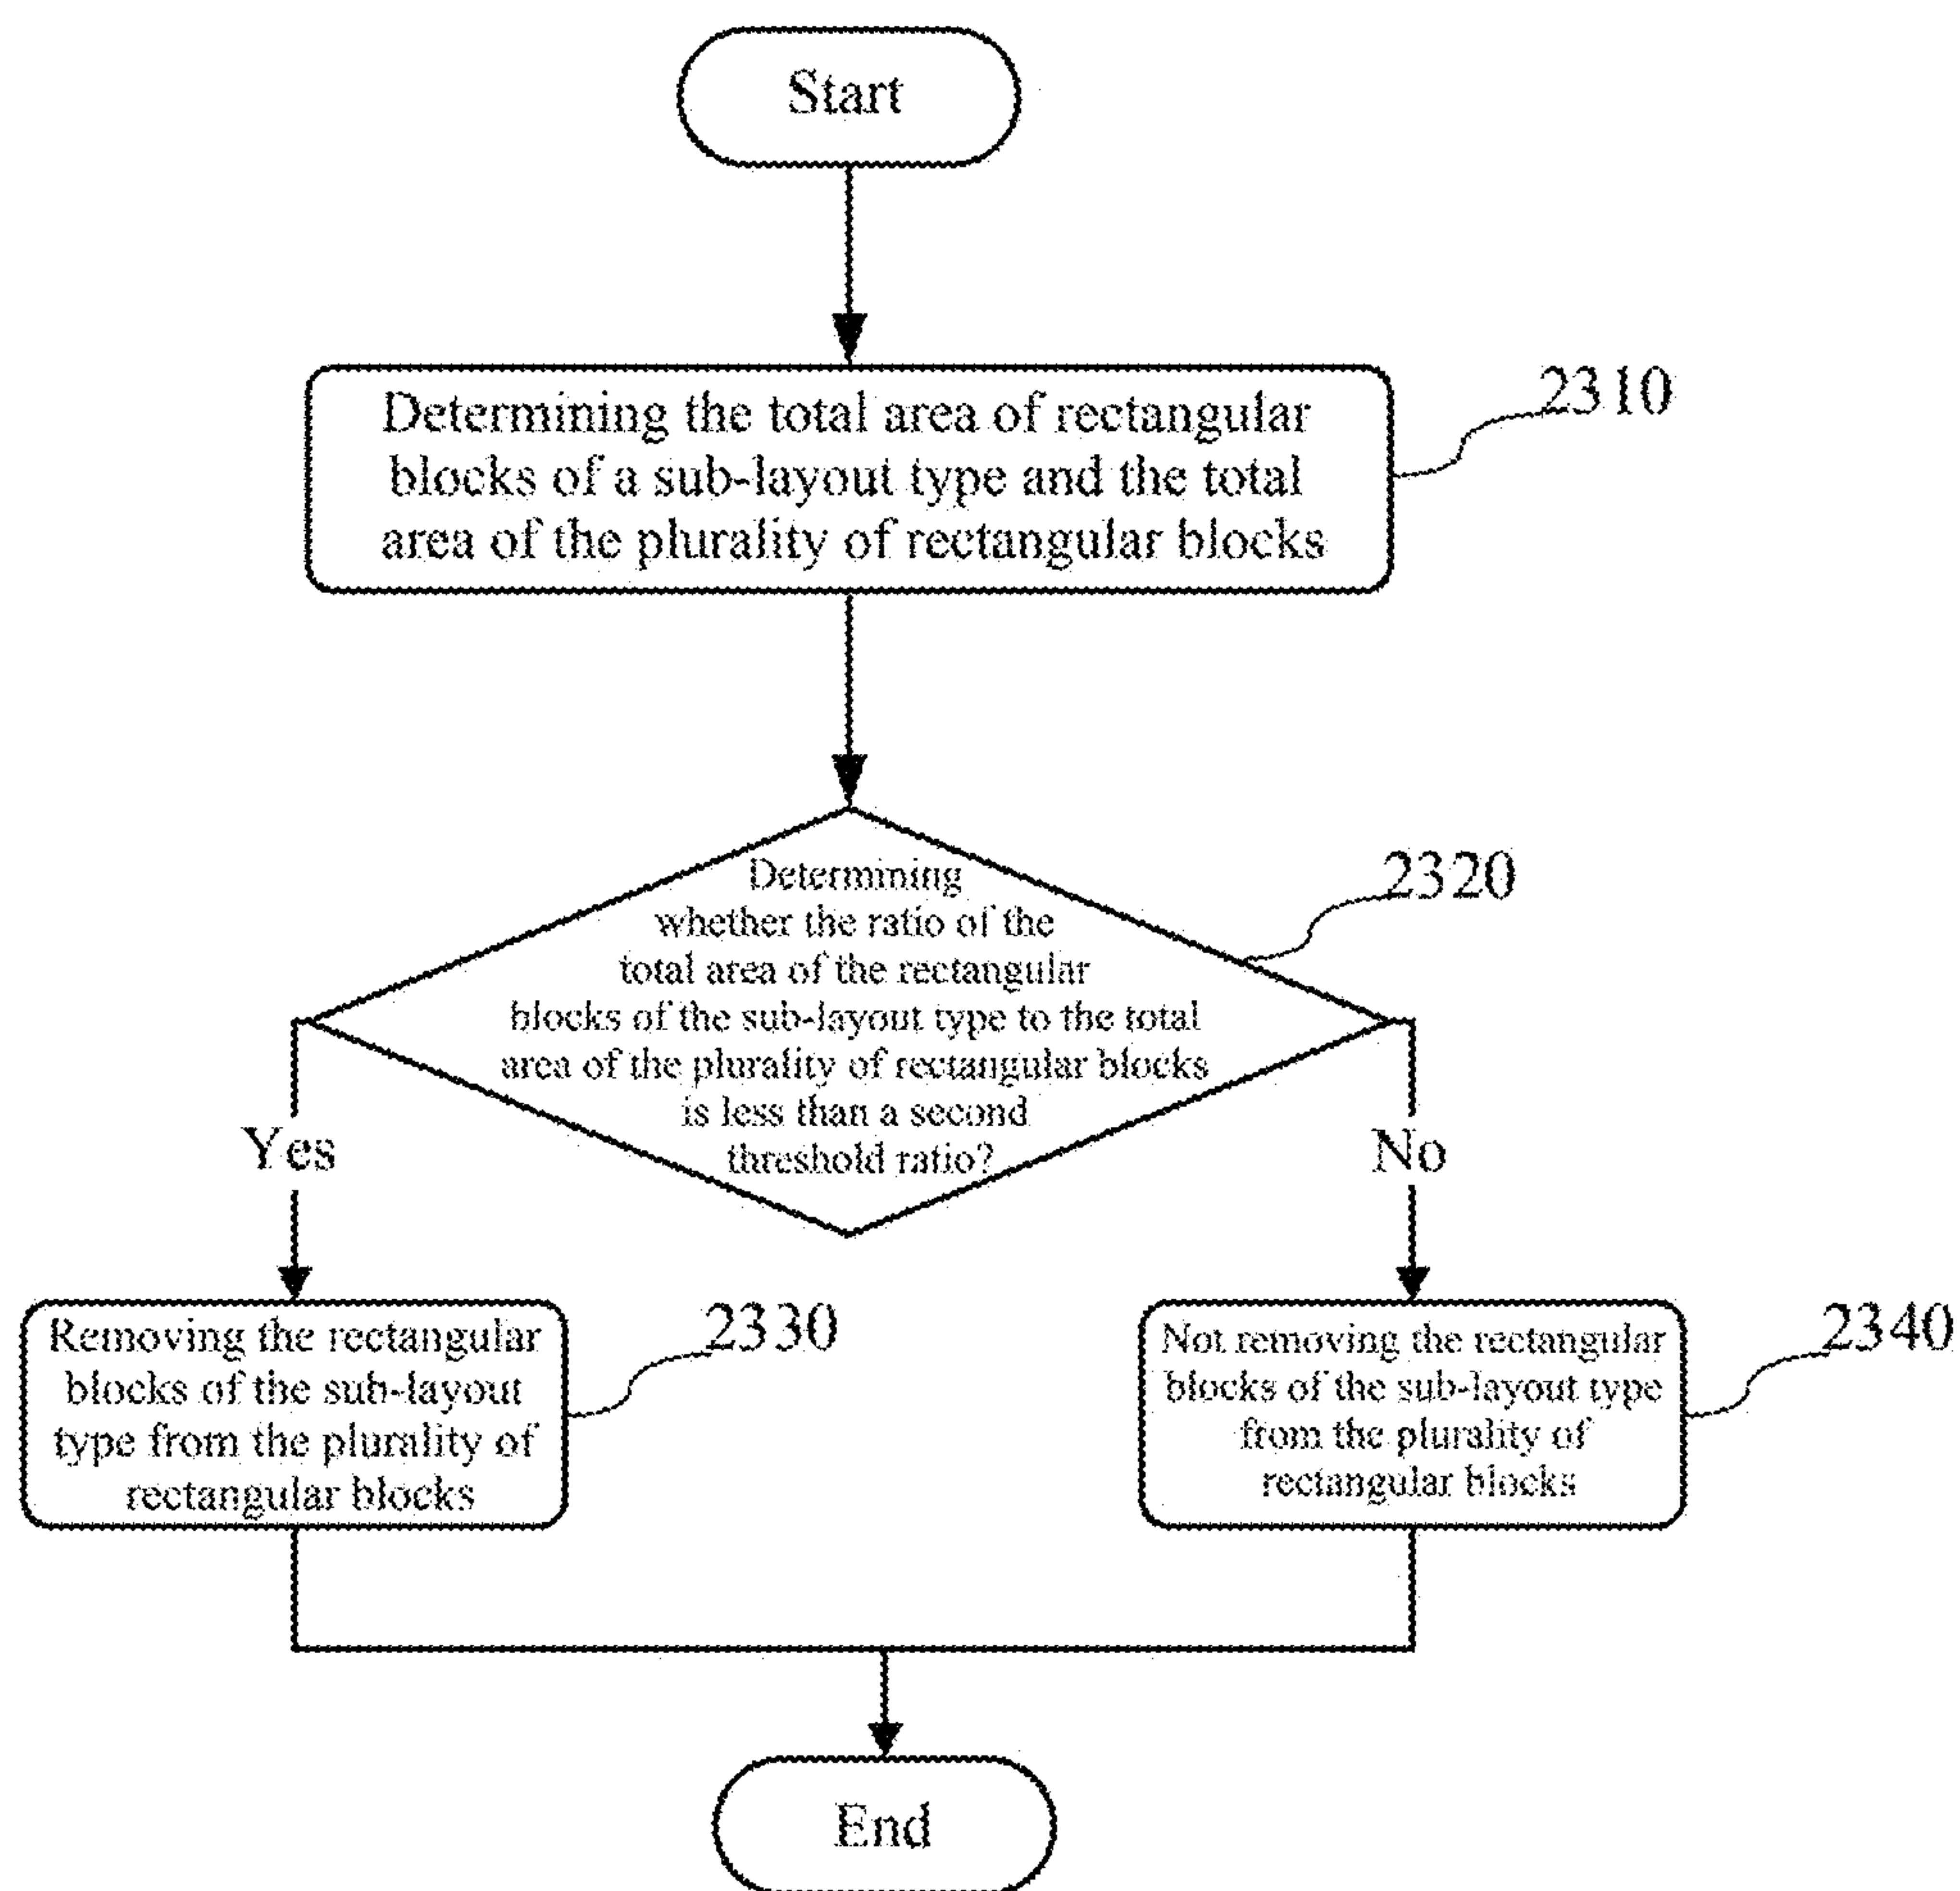 Start
Determining the total area of rectangular
blocks of a sub-layout type and the total
area of the plurality of rectangular blocks
2310
Determining
whether the ratio of the
total area of the rectangular
blocks of the sub-layout type to the total
area of the plurality of rectangular blocks
is less than a second
threshold ratio?
2320
Yes
No
Removing the rectangular
blocks of the sub-layout
type from the plurality of
rectangular blocks
2330
Not removing the rectangular
blocks of the sub-layout type
from the plurality of
rectangular blocks
2340
End